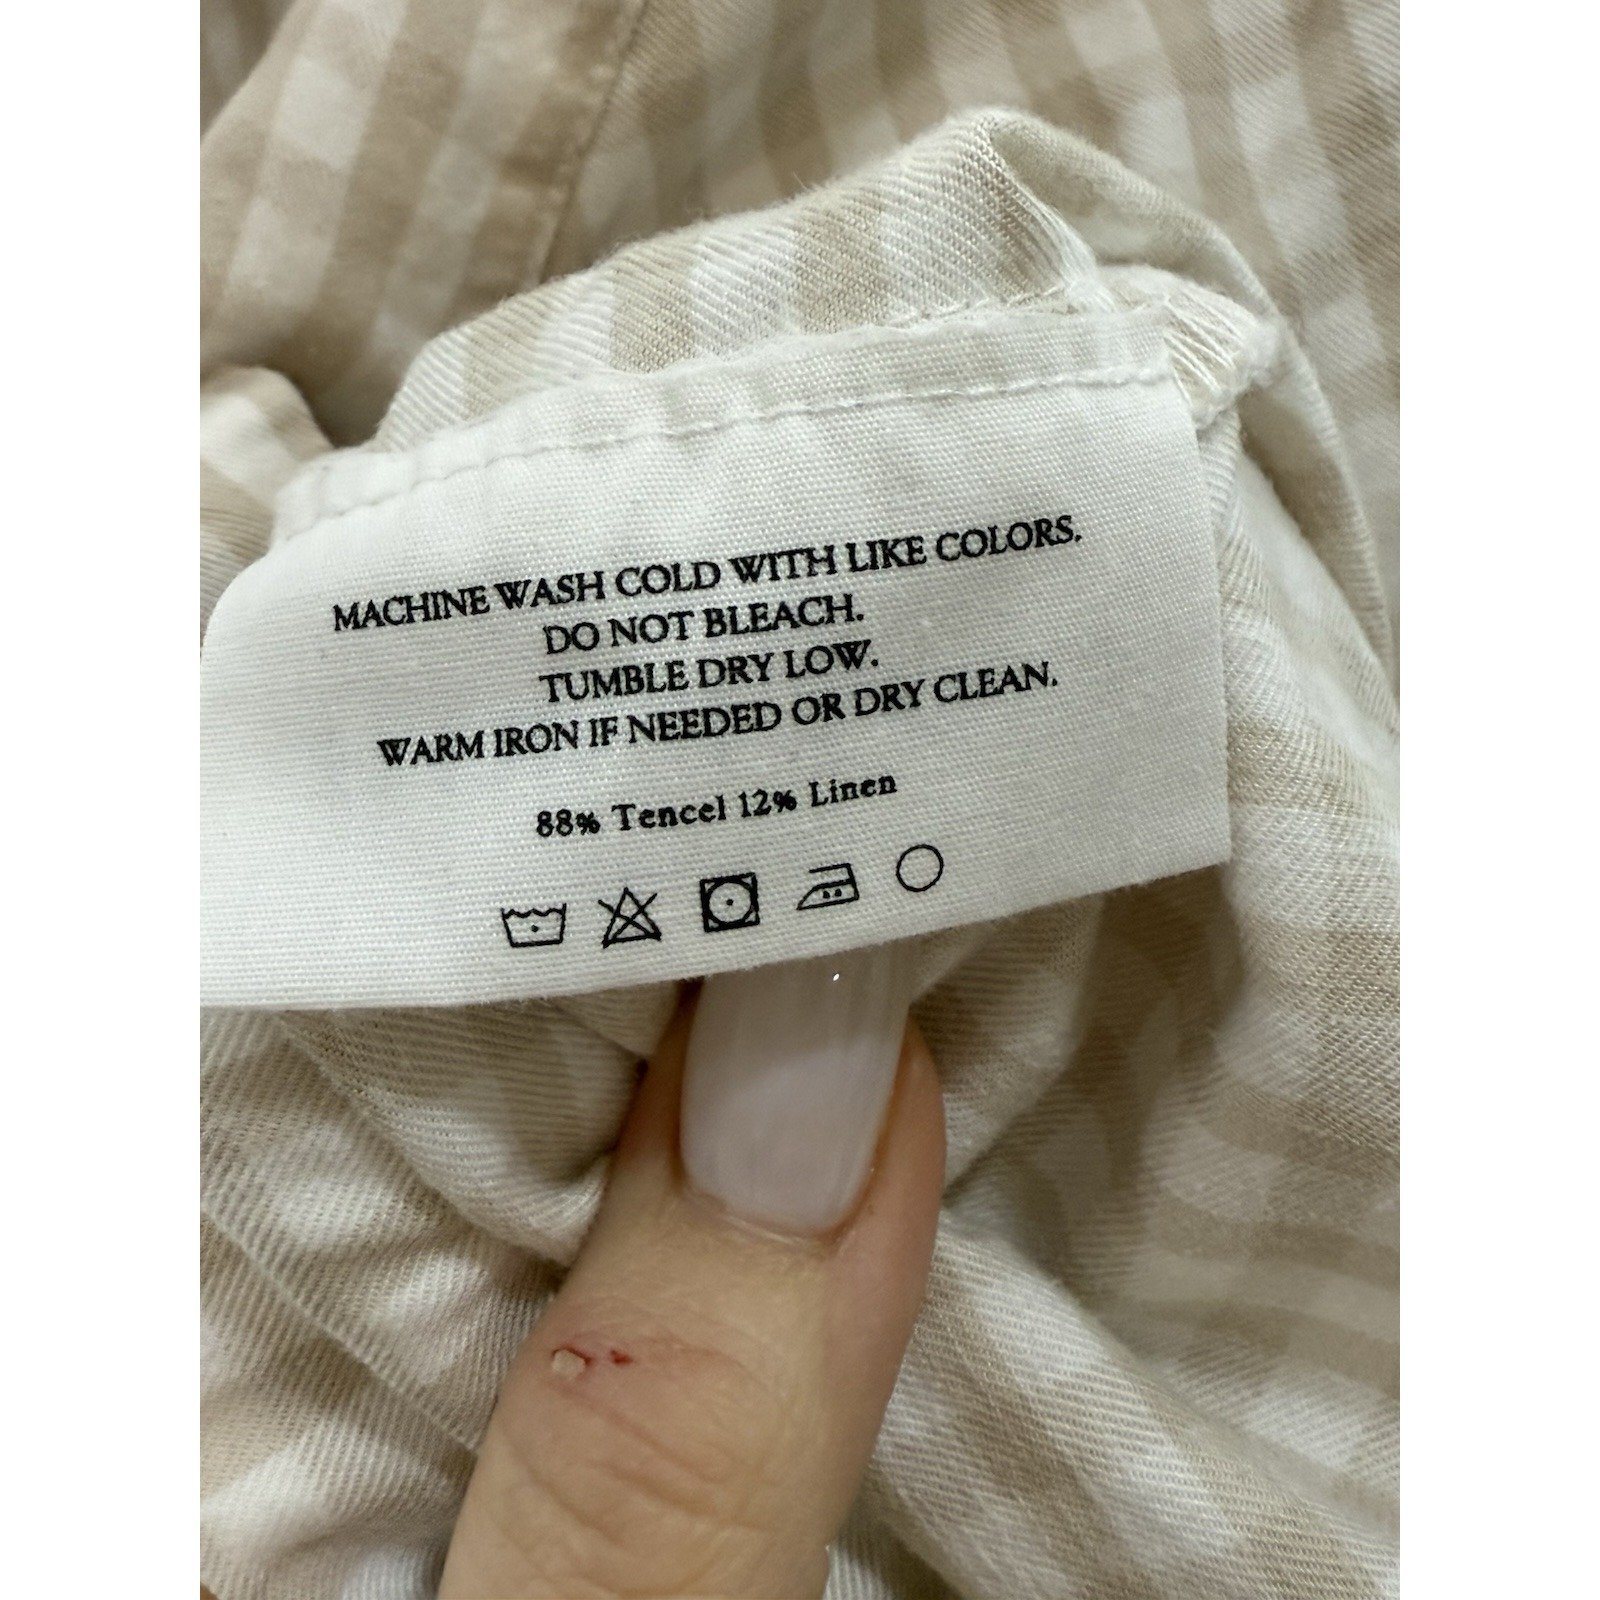 MACHINE WASH COLD WITH LIKE COLORS.
DO NOT BLEACH.
TUMBLE DRY LOW.
WARM IRON IF NEEDED OR DRY CLEAN.
88% Tencel 12% Linen